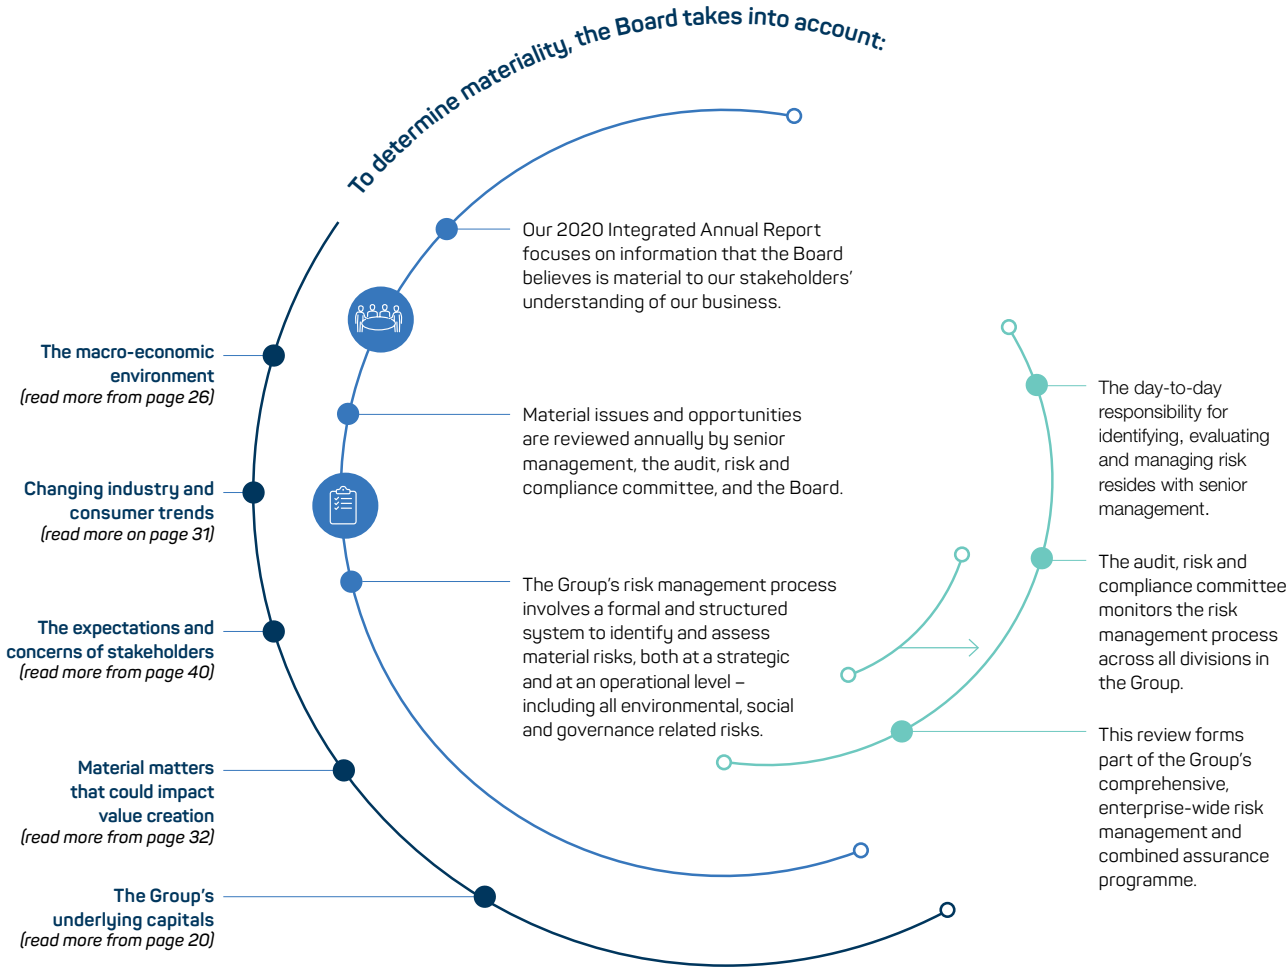 To determine materiality, the Board takes into account:
The macro-economic
environment
(read more from page 26)
Changing industry and
consumer trends
(read more on page 31)
The expectations and
concerns of stakeholders
(read more from page 40)
Material matters
that could impact
value creation
(read more from page 32)
The Group's
underlying capitals
(read more from page 20)
Our 2020 Integrated Annual Report
focuses on information that the Board
believes is material to our stakeholders'
understanding of our business.
Material issues and opportunities
are reviewed annually by senior
management, the audit, risk and
compliance committee, and the Board.
The Group's risk management process
involves a formal and structured
system to identify and assess
material risks, both at a strategic
and at an operational level –
including all environmental, social
and governance related risks.
The day-to-day
responsibility for
identifying, evaluating
and managing risk
resides with senior
management.
The audit, risk and
compliance committee
monitors the risk
management process
across all divisions in
the Group.
This review forms
part of the Group's
comprehensive,
enterprise-wide risk
management and
combined assurance
programme.